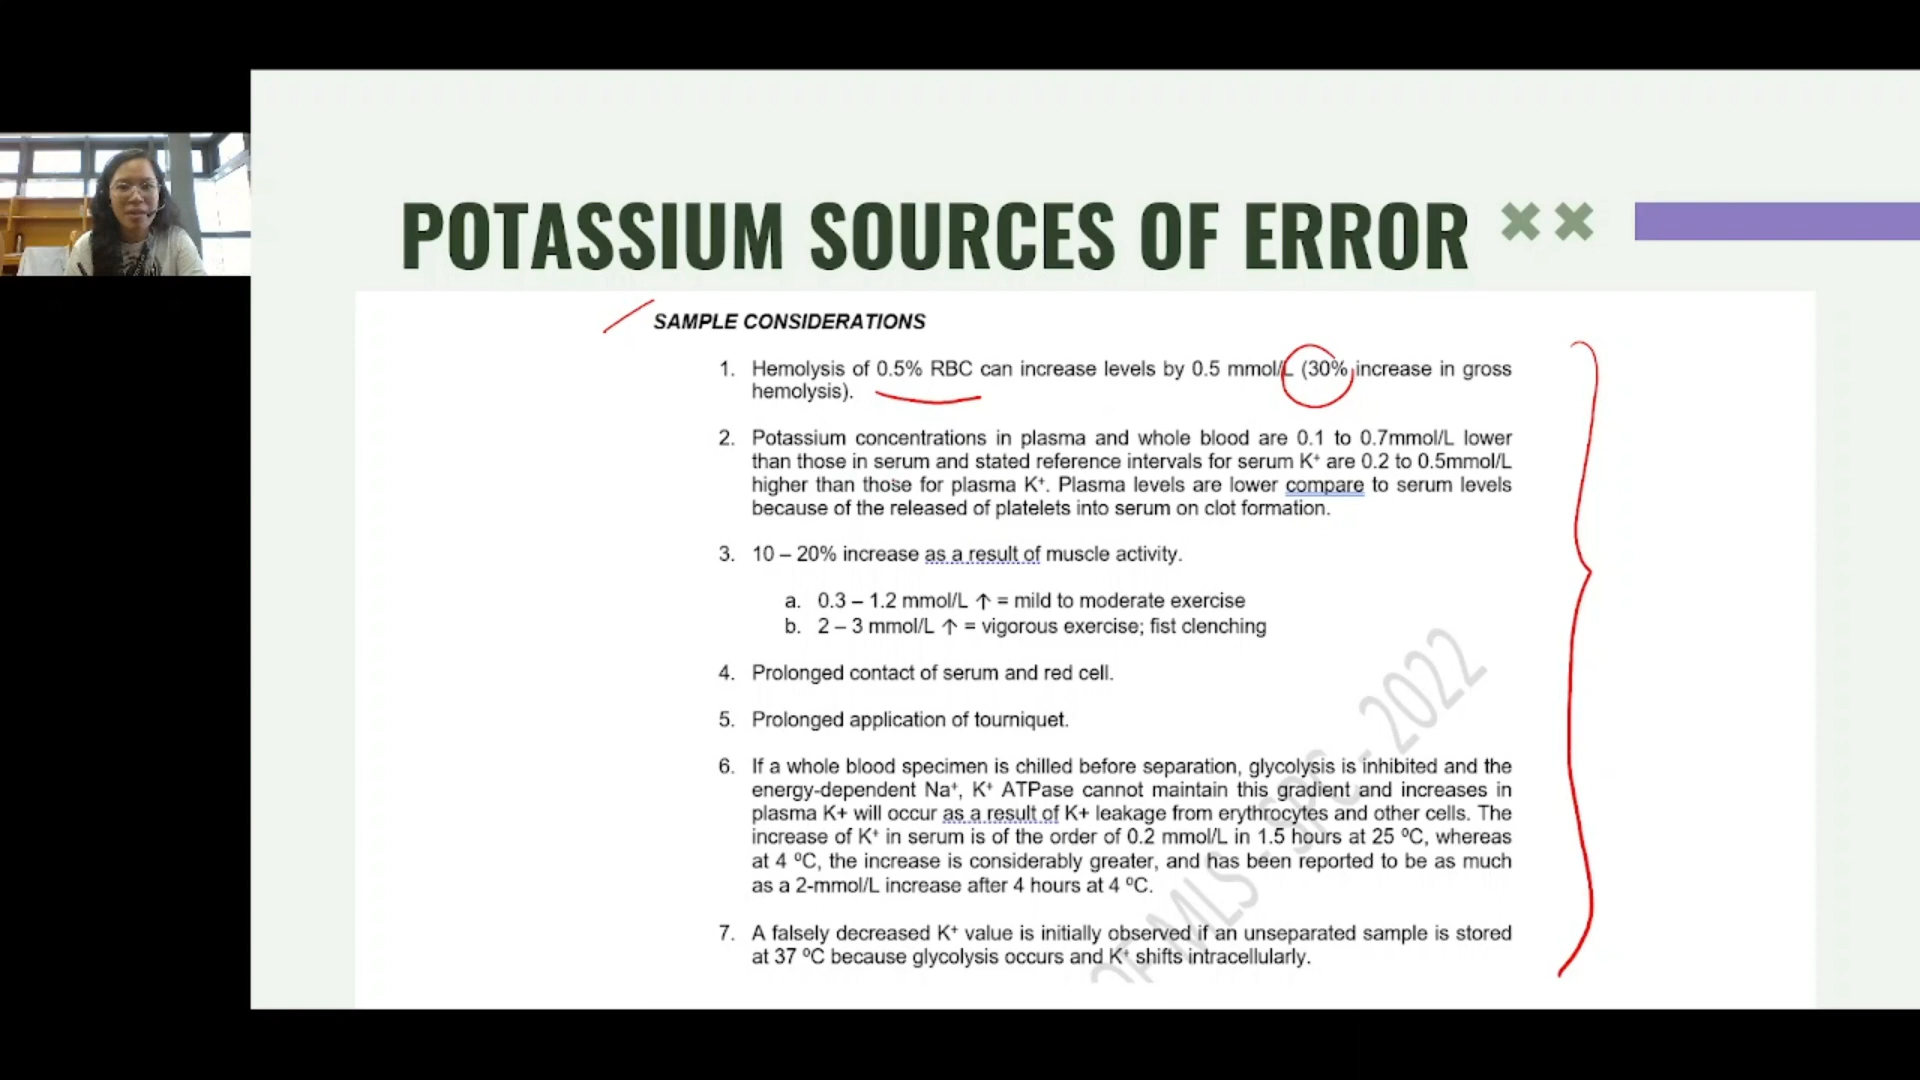 POTASSIUM SOURCES OF ERROR
SAMPLE CONSIDERATIONS
1. Hemolysis of 0.5% RBC can increase levels by 0.5 mmol/L (30% increase in gross
hemolysis).
2. Potassium concentrations in plasma and whole blood are 0.1 to 0.7mmol/L lower
than those in serum and stated reference intervals for serum K⁺ are 0.2 to 0.5mmol/L
higher than those for plasma K⁺. Plasma levels are lower compare to serum levels
because of the released of platelets into serum on clot formation.
3. 10 – 20% increase as a result of muscle activity.
a. 0.3 – 1.2 mmol/L ↑ = mild to moderate exercise
b. 2 – 3 mmol/L ↑ = vigorous exercise; fist clenching
4. Prolonged contact of serum and red cell.
5. Prolonged application of tourniquet.
6. If a whole blood specimen is chilled before separation, glycolysis is inhibited and the
energy-dependent Na⁺, K⁺ ATPase cannot maintain this gradient and increases in
plasma K+ will occur as a result of K+ leakage from erythrocytes and other cells. The
increase of K⁺ in serum is of the order of 0.2 mmol/L in 1.5 hours at 25 ºC, whereas
at 4 ºC, the increase is considerably greater, and has been reported to be as much
as a 2-mmol/L increase after 4 hours at 4 ºC.
7. A falsely decreased K⁺ value is initially observed if an unseparated sample is stored
at 37 ºC because glycolysis occurs and K⁺ shifts intracellularly.
MLS - SPC - 2022